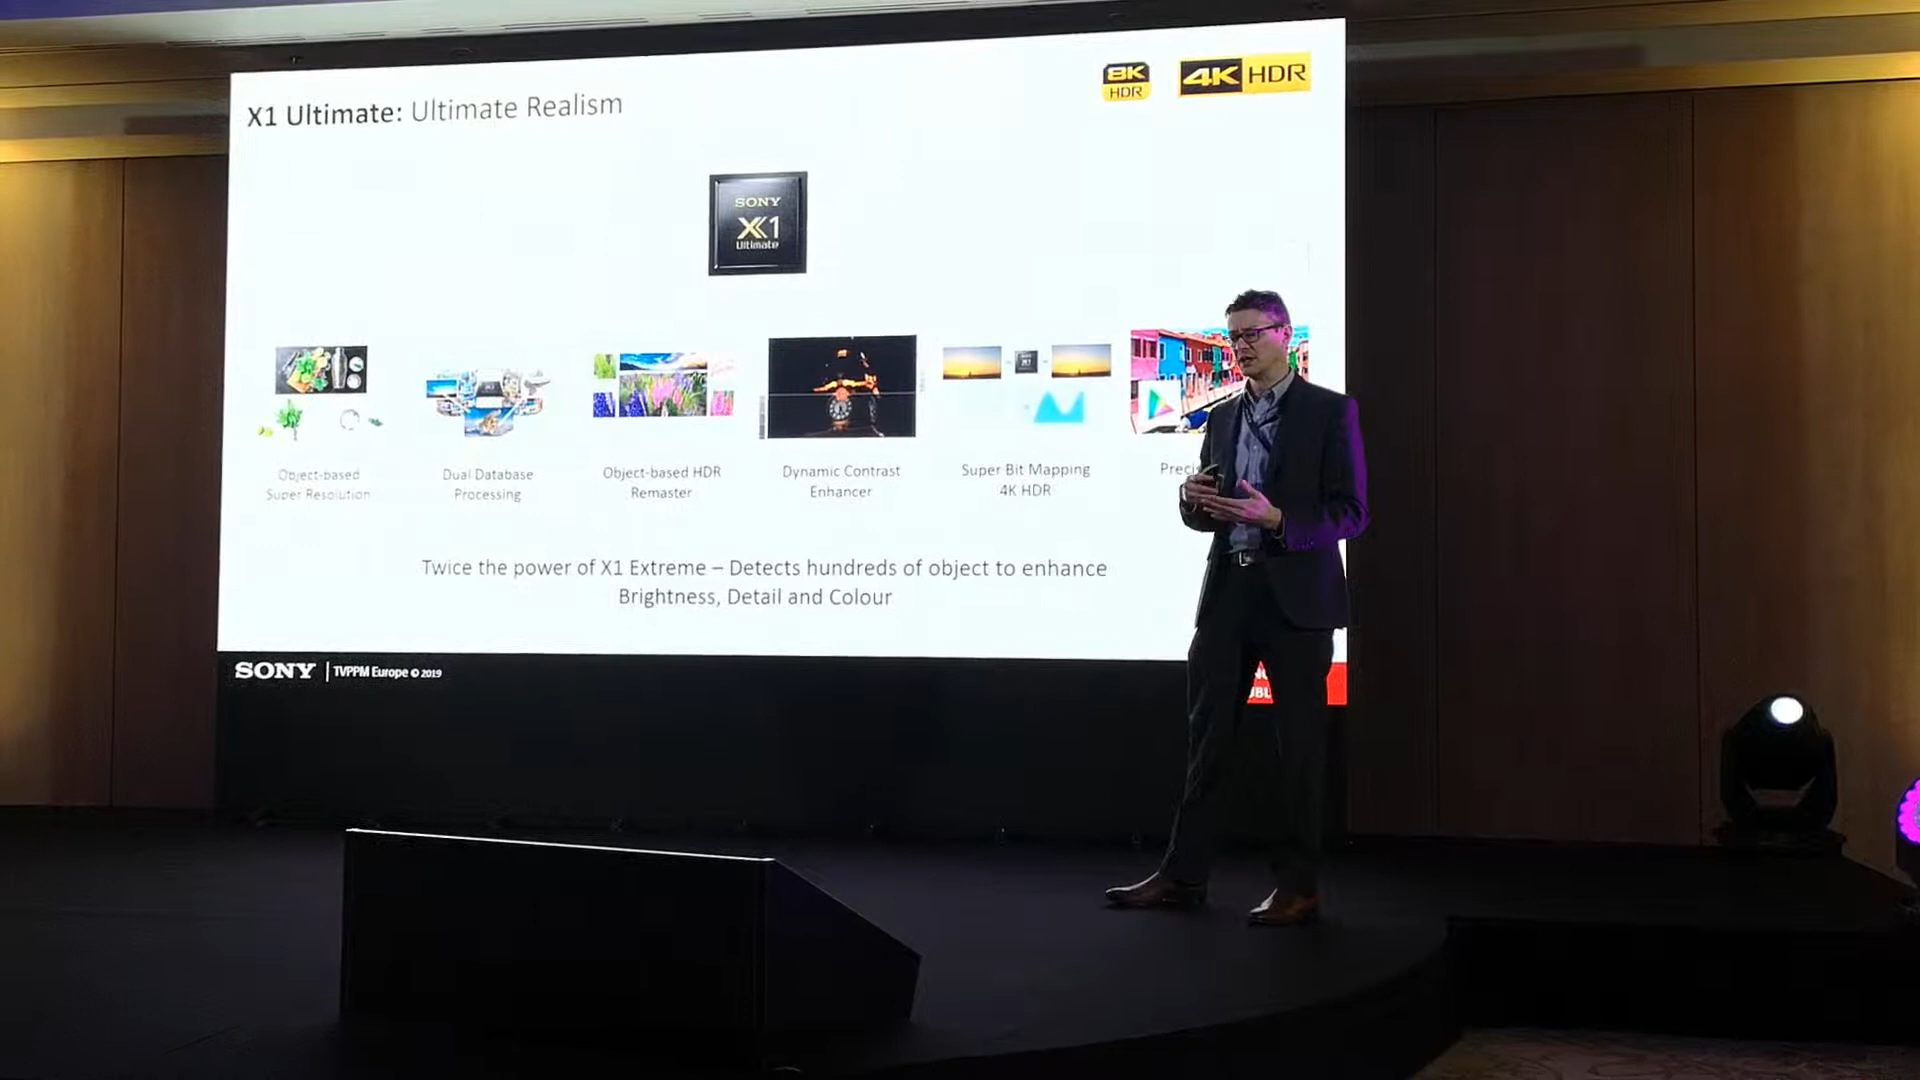 X1 Ultimate: Ultimate Realism
8K
HDR
4K HDR
SONY
X1
Ultimate
Object-based
Super Resolution
Dual Database
Processing
Object-based HDR
Remaster
Dynamic Contrast
Enhancer
Super Bit Mapping
4K HDR
Twice the power of X1 Extreme – Detects hundreds of object to enhance
Brightness, Detail and Colour
SONY | TVPPM Europe © 2019